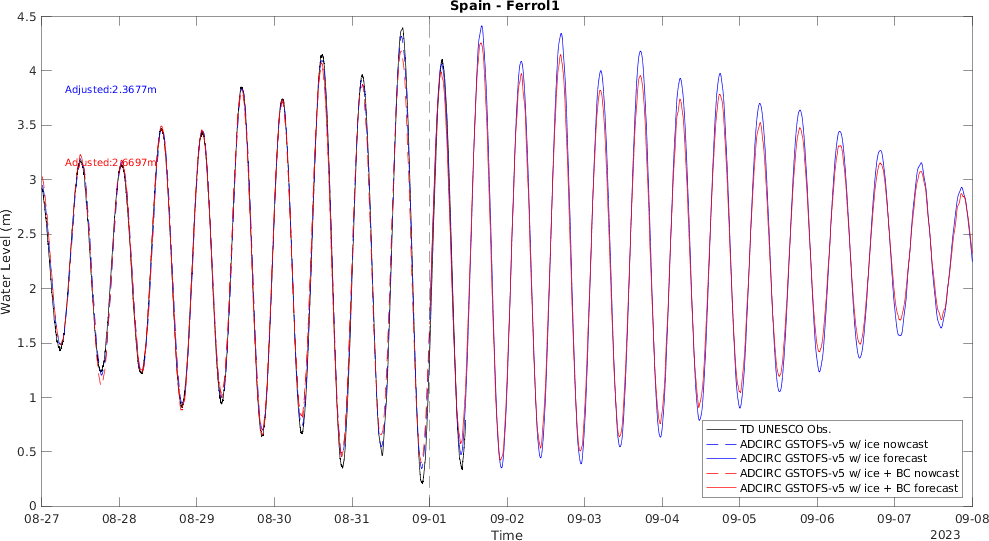 Spain - Ferrol1
4.5
4
3.5
3
2.5
2
1.5
1
0.5
0
Water Level (m)
Adjusted:2.3677m
Adjusted:2.6697m
TD UNESCO Obs.
ADCIRC GSTOFS-v5 w/ ice nowcast
ADCIRC GSTOFS-v5 w/ ice forecast
ADCIRC GSTOFS-v5 w/ ice + BC nowcast
ADCIRC GSTOFS-v5 w/ ice + BC forecast
08-27 08-28 08-29 08-30 08-31 09-01 09-02 09-03 09-04 09-05 09-06 09-07 09-08
Time
2023